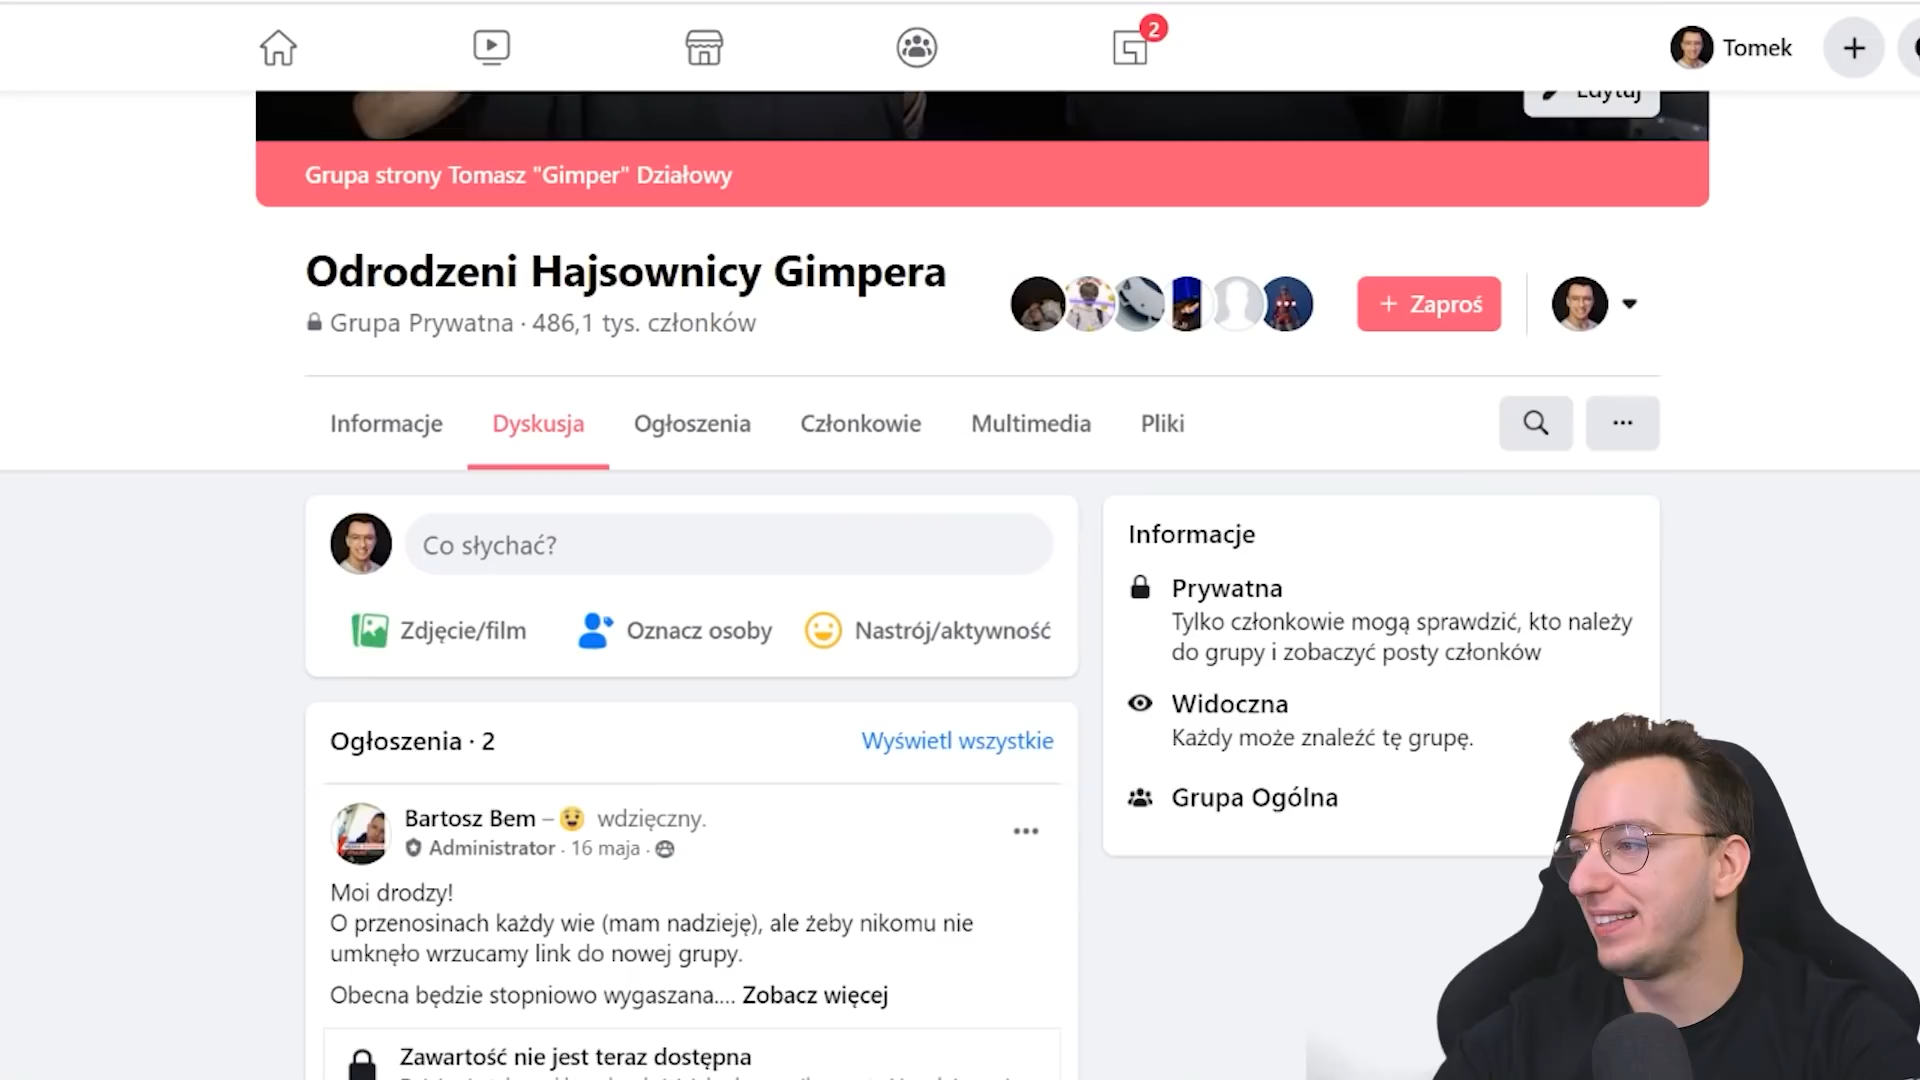 2
Tomek
Edytuj
Grupa strony Tomasz "Gimper" Działowy
Odrodzeni Hajsownicy Gimpera
Grupa Prywatna · 486,1 tys. członków
+ Zaproś
Informacje Dyskusja Ogłoszenia Członkowie Multimedia Pliki
Co słychać?
Zdjęcie/film Oznacz osoby Nastrój/aktywność
Informacje
Prywatna
Tylko członkowie mogą sprawdzić, kto należy
do grupy i zobaczyć posty członków
Widoczna
Każdy może znaleźć tę grupę.
Grupa Ogólna
Ogłoszenia · 2 Wyświetl wszystkie
Bartosz Bem – 😉 wdzięczny.
Administrator · 16 maja ·
Moi drodzy!
O przenosinach każdy wie (mam nadzieję), ale żeby nikomu nie
umknęło wrzucamy link do nowej grupy.
Obecna będzie stopniowo wygaszana.... Zobacz więcej
Zawartość nie jest teraz dostępna